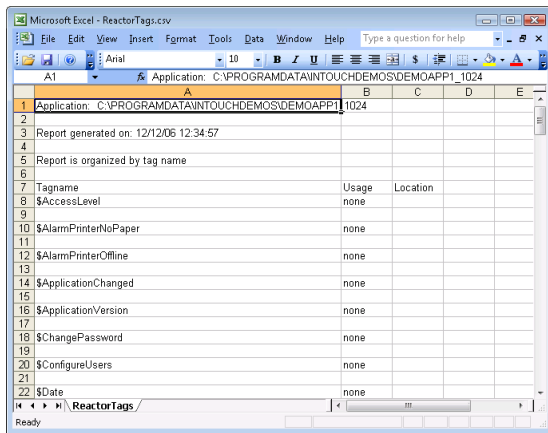 Microsoft Excel - ReactorTags.csv
File Edit View Insert Format Tools Data Window Help Type a question for help
Arial 10 B I U $ A
A1 fx Application: C:\PROGRAMDATA\INTOUCHDEMOS\DEMOAPP1_1024
A B C D E
1 Application: C:\PROGRAMDATA\INTOUCHDEMOS\DEMOAPP1_1024
2
3 Report generated on: 12/12/06 12:34:57
4
5 Report is organized by tag name
6
7 Tagname Usage Location
8 $AccessLevel none
9
10 $AlarmPrinterNoPaper none
11
12 $AlarmPrinterOffline none
13
14 $ApplicationChanged none
15
16 $ApplicationVersion none
17
18 $ChangePassword none
19
20 $ConfigureUsers none
21
22 $Date none
ReactorTags
Ready